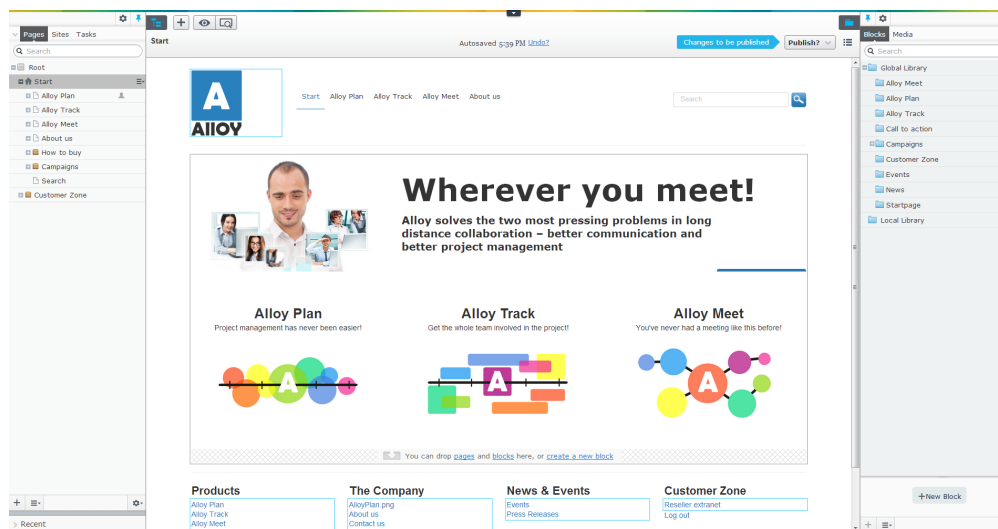 Pages Sites Tasks
Search
Root
Start
Alloy Plan
Alloy Track
Alloy Meet
About us
How to buy
Campaigns
Search
Customer Zone
Recent
Start
Autosaved 5:39 PM Undo?
Changes to be published
Publish?
A
AllOY
Start Alloy Plan Alloy Track Alloy Meet About us
Search
Wherever you meet!
Alloy solves the two most pressing problems in long
distance collaboration – better communication and
better project management
Alloy Plan
Project management has never been easier!
A
Alloy Track
Get the whole team involved in the project!
A
Alloy Meet
You've never had a meeting like this before!
A
You can drop pages and blocks here, or create a new block
Products
Alloy Plan
Alloy Track
Alloy Meet
The Company
AlloyPlan png
About us
Contact us
News & Events
Events
Press Releases
Customer Zone
Reseller extranet
Log out
Blocks Media
Search
Global Library
Alloy Meet
Alloy Plan
Alloy Track
Call to action
Campaigns
Customer Zone
Events
News
Startpage
Local Library
+New Block